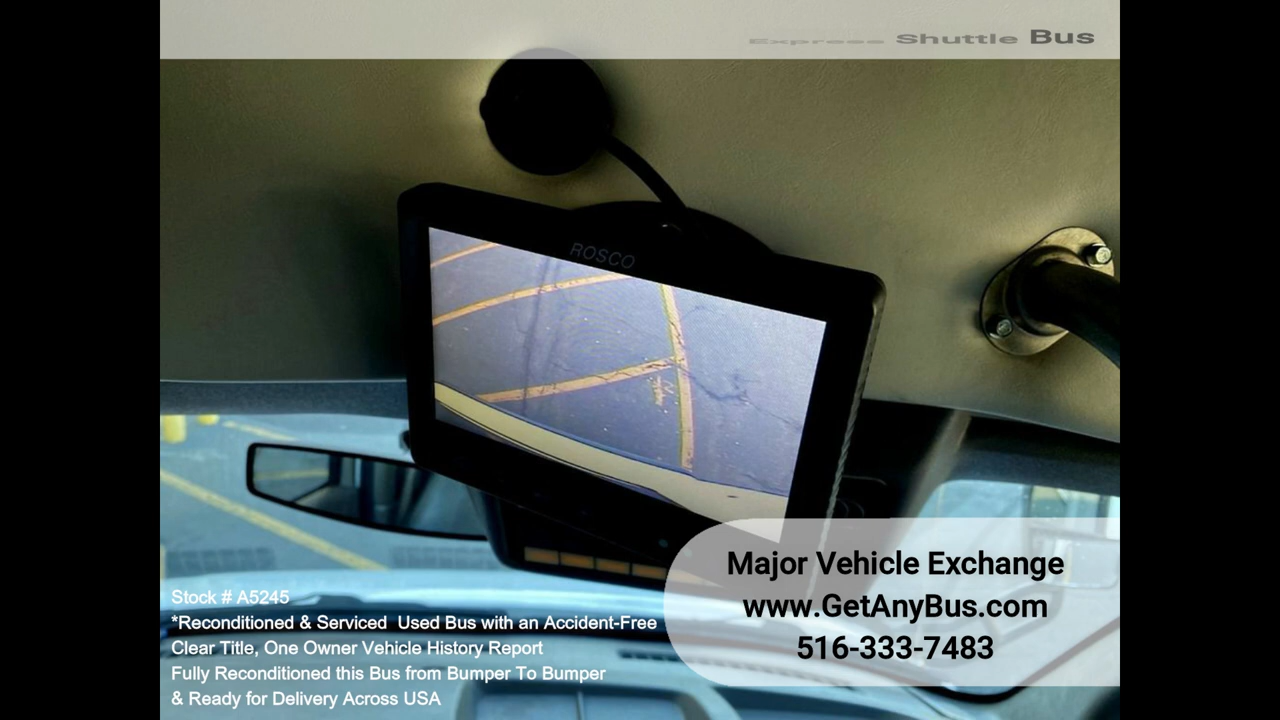 Express Shuttle Bus
ROSCO
Major Vehicle Exchange
www.GetAnyBus.com
516-333-7483
Stock # A5245
*Reconditioned & Serviced  Used Bus with an Accident-Free
Clear Title, One Owner Vehicle History Report
Fully Reconditioned this Bus from Bumper To Bumper
& Ready for Delivery Across USA